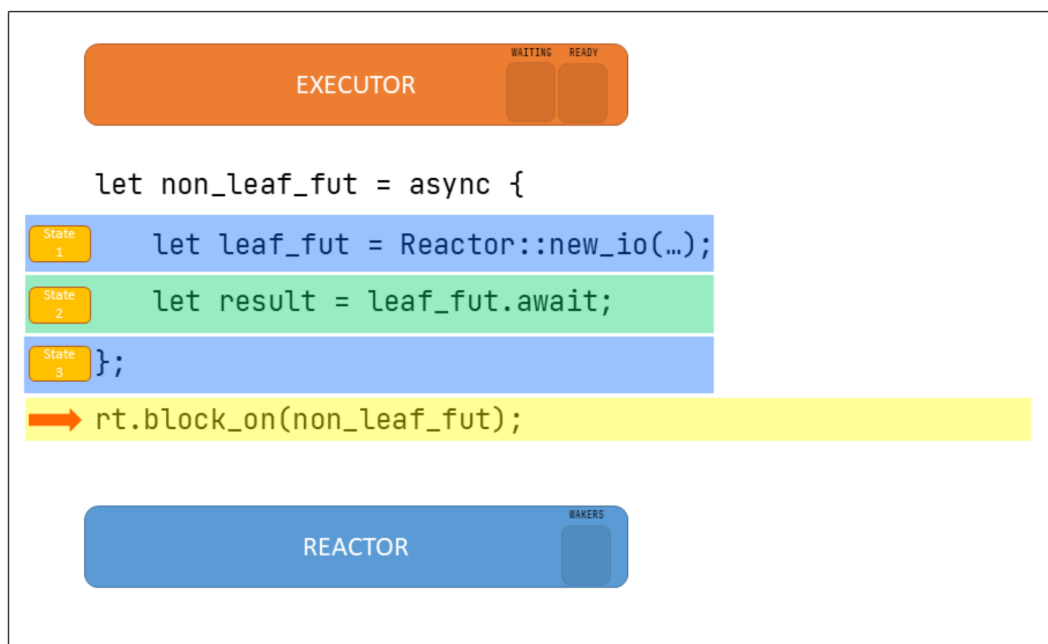 WAITING READY
EXECUTOR
let non_leaf_fut = async {
State
1
let leaf_fut = Reactor::new_io(…);
State
2
let result = leaf_fut.await;
State
3
};
rt.block_on(non_leaf_fut);
WAKERS
REACTOR